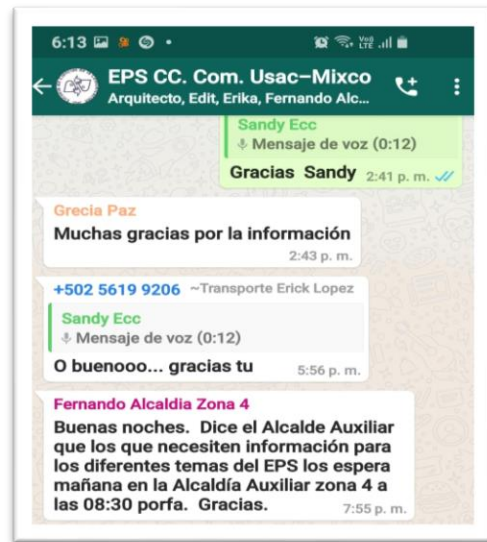 6:13
EPS CC. Com. Usac–Mixco
Arquitecto, Edit, Erika, Fernando Alc...
Sandy Ecc
Mensaje de voz (0:12)
Gracias Sandy 2:41 p. m.
Grecia Paz
Muchas gracias por la información
2:43 p. m.
+502 5619 9206 ~Transporte Erick Lopez
Sandy Ecc
Mensaje de voz (0:12)
O buenooo... gracias tu 5:56 p. m.
Fernando Alcaldia Zona 4
Buenas noches. Dice el Alcalde Auxiliar
que los que necesiten información para
los diferentes temas del EPS los espera
mañana en la Alcaldía Auxiliar zona 4 a
las 08:30 porfa. Gracias. 7:55 p. m.